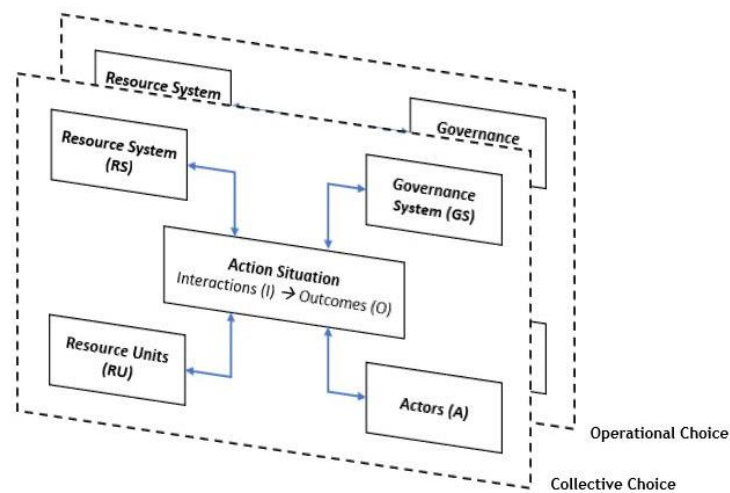 Resource System
Governance
Resource System
(RS)
Governance
System (GS)
Action Situation
Interactions (I) → Outcomes (O)
Resource Units
(RU)
Actors (A)
Operational Choice
Collective Choice